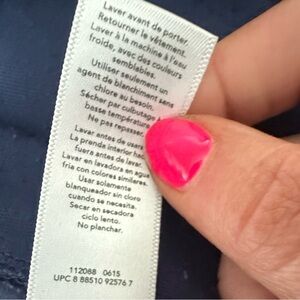 Laver avant de porter.
Retourner le vêtement.
Laver à la machine à l'eau
froide, avec des couleurs
semblables.
Utiliser seulement un
agent de blanchiment sans
chlore au besoin.
Sécher par culbutage à
basse température
Ne pas repasser.
Lavar antes de usar
La prenda interior
fuera antes de
Lavar en lavadora en agua
fría con colores similares.
Usar solamente
blanqueador sin cloro
cuando se necesita.
Secar en secadora
ciclo lento.
No planchar.
112088 0615
UPC 8 88510 92576 7